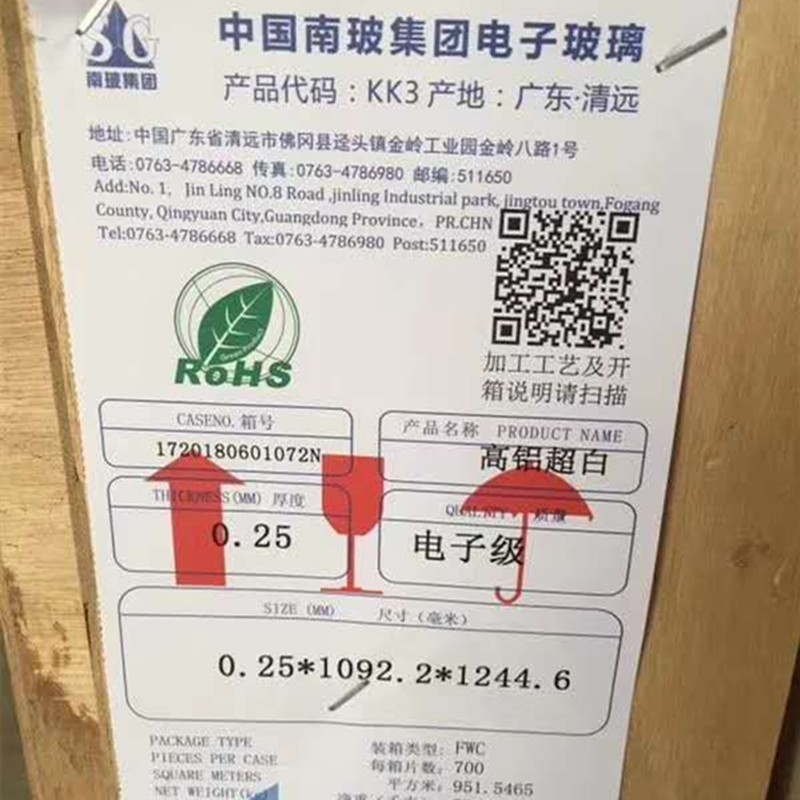 SG
南玻集团
中国南玻集团电子玻璃
产品代码：KK3 产地：广东·清远
地址:中国广东省清远市佛冈县迳头镇金岭工业园金岭八路1号
电话:0763-4786668 传真:0763-4786980 邮编:511650
Add:No. 1, Jin Ling NO.8 Road ,jinling Industrial park, jingtou town,Fogang
County, Qingyuan City,Guangdong Province, PR.CHN
Tel:0763-4786668 Tax:0763-4786980 Post:511650
Green Product
RoHS
加工工艺及开
箱说明请扫描
CASENO. 箱号
1720180601072N
产品名称 PRODUCT NAME
高铝超白
THICKNESS(MM) 厚度
0.25
QUALITY 质量
电子级
SIZE (MM) 尺寸(毫米)
0.25*1092.2*1244.6
PACKAGE TYPE 装箱类型: FWC
PIECES PER CASE 每箱片数: 700
SQUARE METERS 平方米: 951.5465
NET WEIGHT